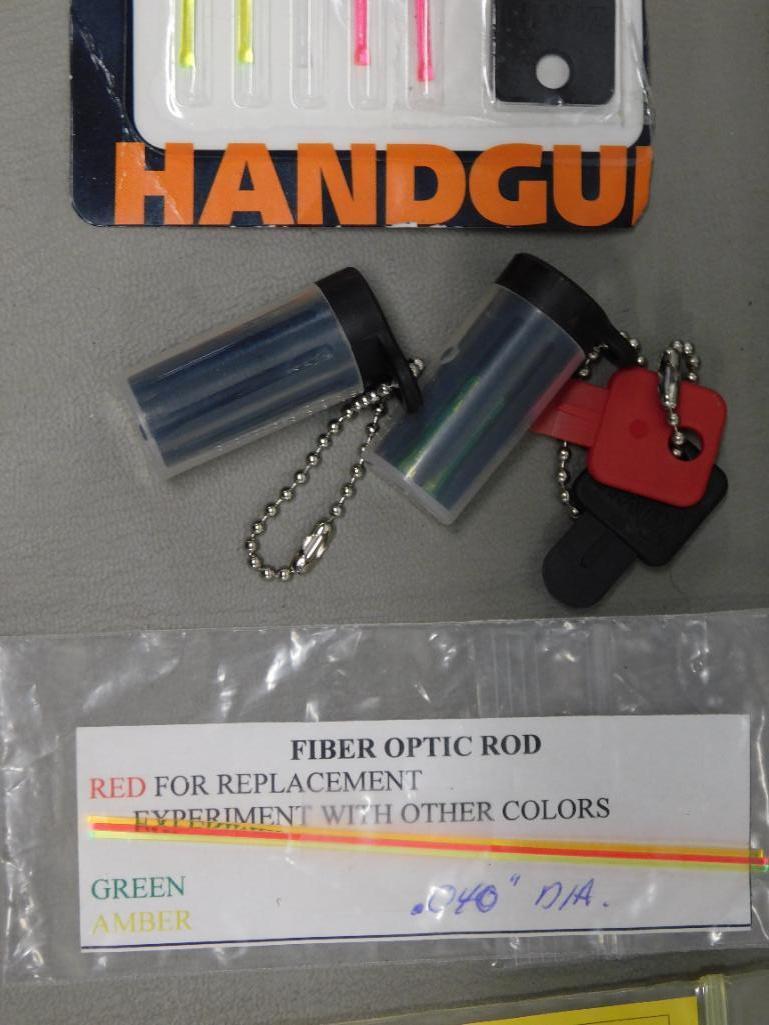 HANDGU
FIBER OPTIC ROD
RED FOR REPLACEMENT
EXPERIMENT WITH OTHER COLORS
GREEN
.040" DIA.
AMBER